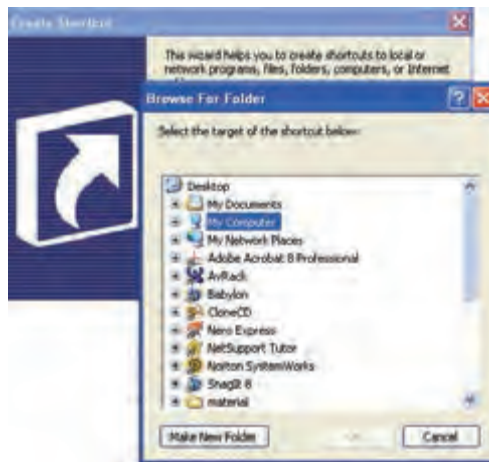 Create Shortcut
This wizard helps you to create shortcuts to local or
network programs, files, folders, computers, or Internet
Browse For Folder
Select the target of the shortcut below:
Desktop
My Documents
My Computer
My Network Places
Adobe Acrobat 8 Professional
AvRack
Babylon
CloneCD
Nero Express
NetSupport Tutor
Norton SystemWorks
SnagIt 8
material
Make New Folder
Cancel